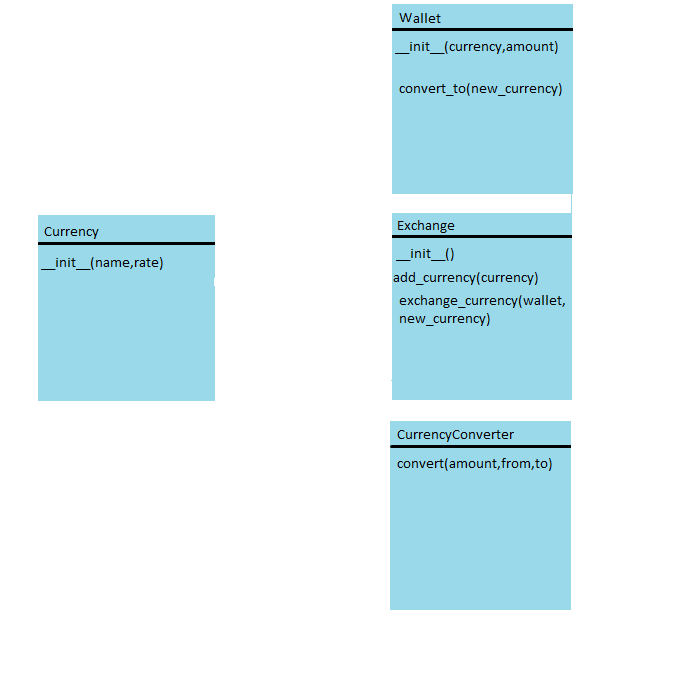 Wallet
__init__(currency,amount)
convert_to(new_currency)
Currency
__init__(name,rate)
Exchange
__init__()
add_currency(currency)
exchange_currency(wallet,
new_currency)
CurrencyConverter
convert(amount,from,to)